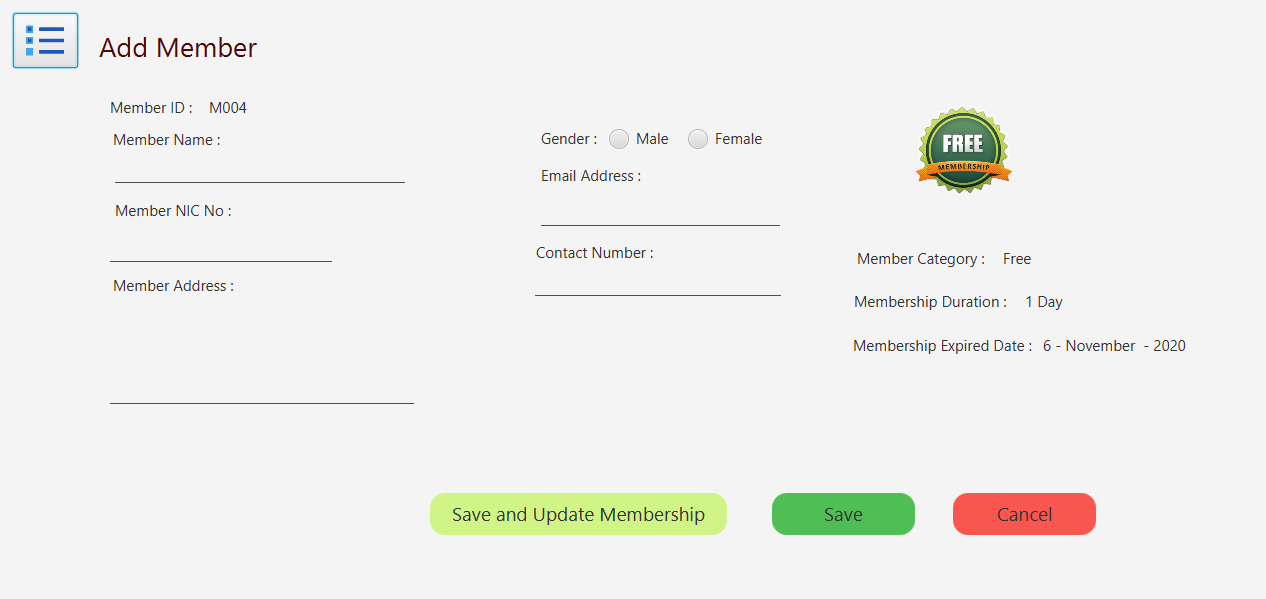 Add Member
Member ID : M004
Member Name :
Member NIC No :
Member Address :
Gender : Male Female
Email Address :
Contact Number :
FREE
MEMBERSHIP
Member Category : Free
Membership Duration : 1 Day
Membership Expired Date : 6 - November - 2020
Save and Update Membership
Save
Cancel